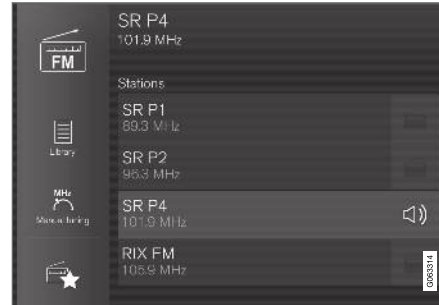 SR P4
101.9 MHz
FM
Stations
SR P1
89.3 MHz
Library
SR P2
96.3 MHz
MHz
Manual tuning
SR P4
101.9 MHz
RIX FM
105.9 MHz
G063314